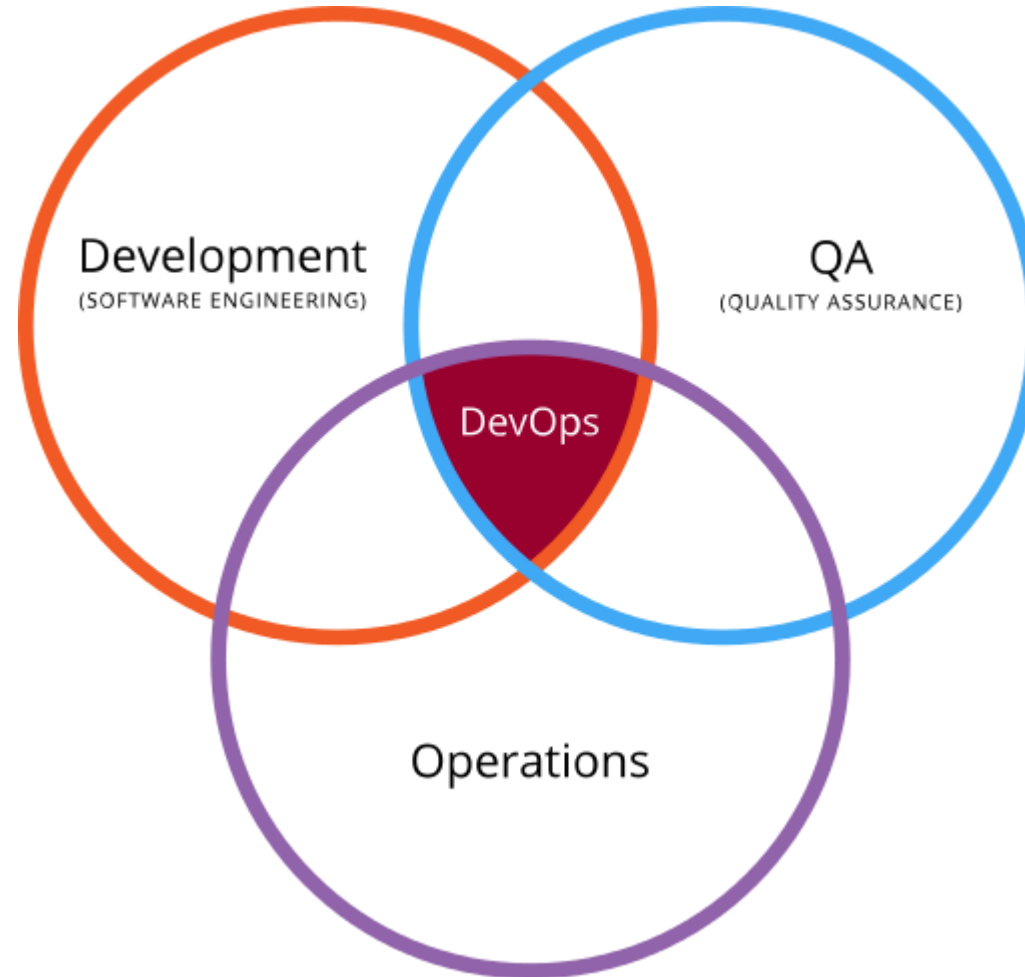 Development
(SOFTWARE ENGINEERING)
QA
(QUALITY ASSURANCE)
DevOps
Operations